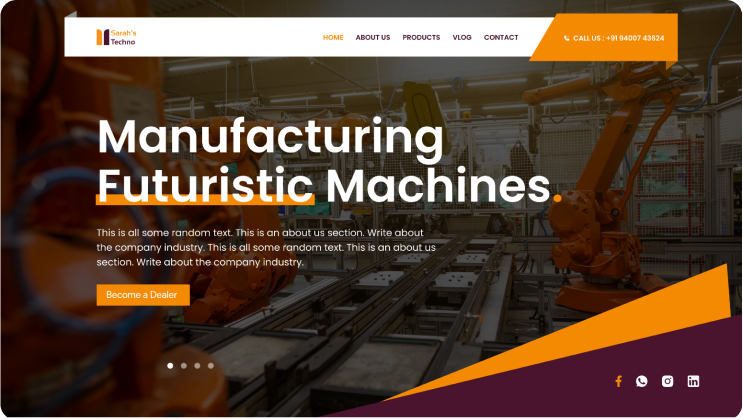 Sarah's
Techno
HOME ABOUT US PRODUCTS VLOG CONTACT
CALL US : +91 94007 43624
Manufacturing
Futuristic Machines.
This is all some random text. This is an about us section. Write about
the company industry. This is all some random text. This is an about us
section. Write about the company industry.
Become a Dealer